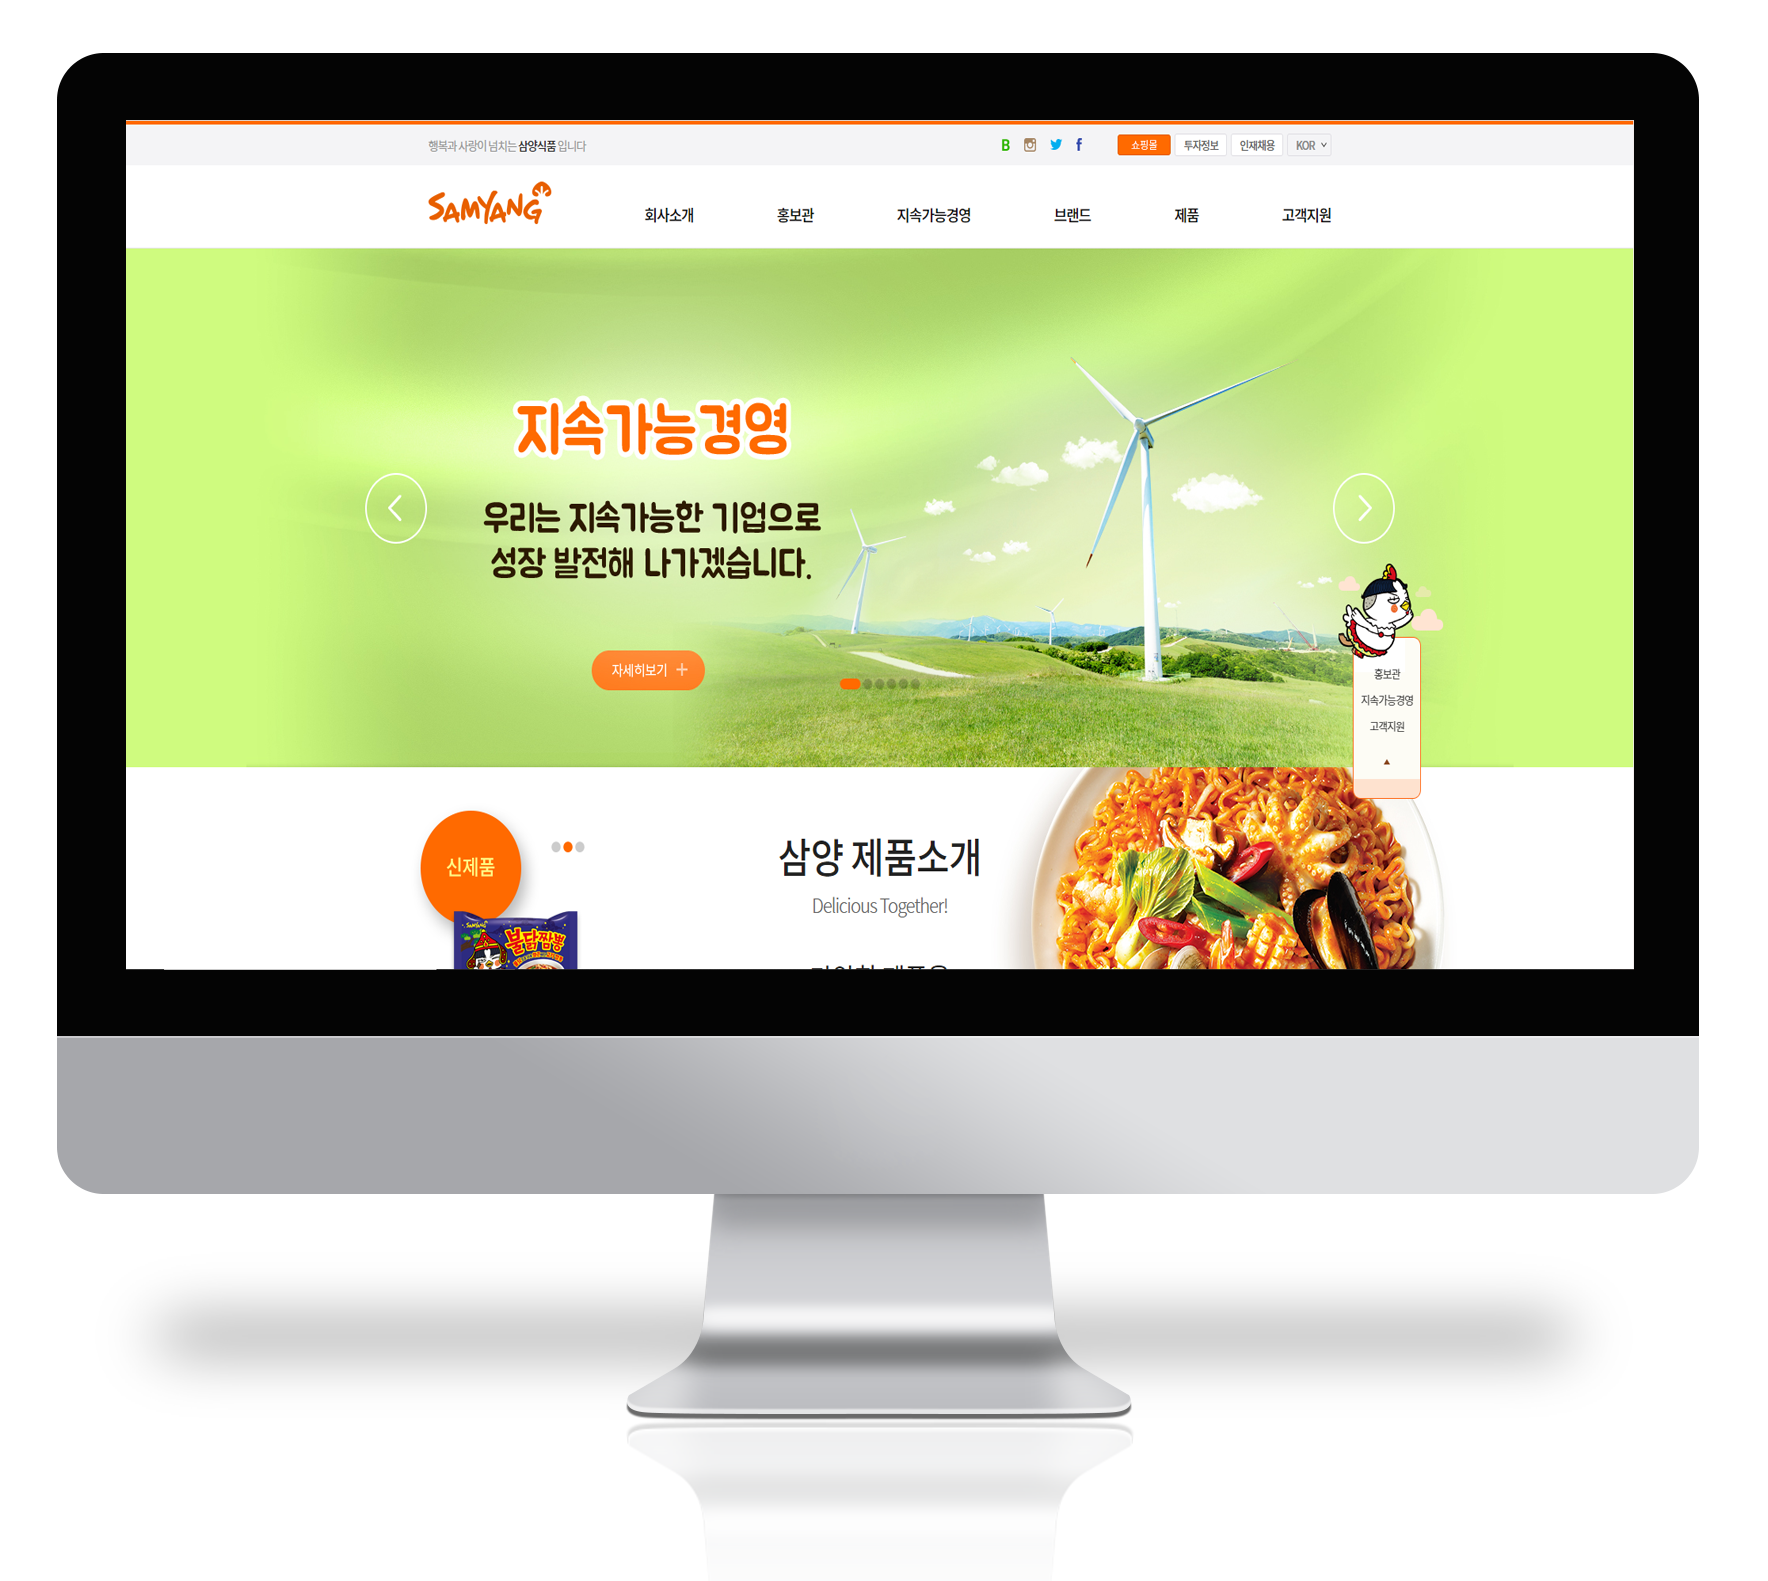 행복과 사랑이 넘치는 삼양식품 입니다
B
쇼핑몰
투자정보
인재채용
KOR
SAMYANG
회사소개
홍보관
지속가능경영
브랜드
제품
고객지원
지속가능경영
우리는 지속가능한 기업으로
성장 발전해 나가겠습니다.
자세히보기 +
홍보관
지속가능경영
고객지원
신제품
SAMYANG
불닭짬뽕
삼양 제품소개
Delicious Together!